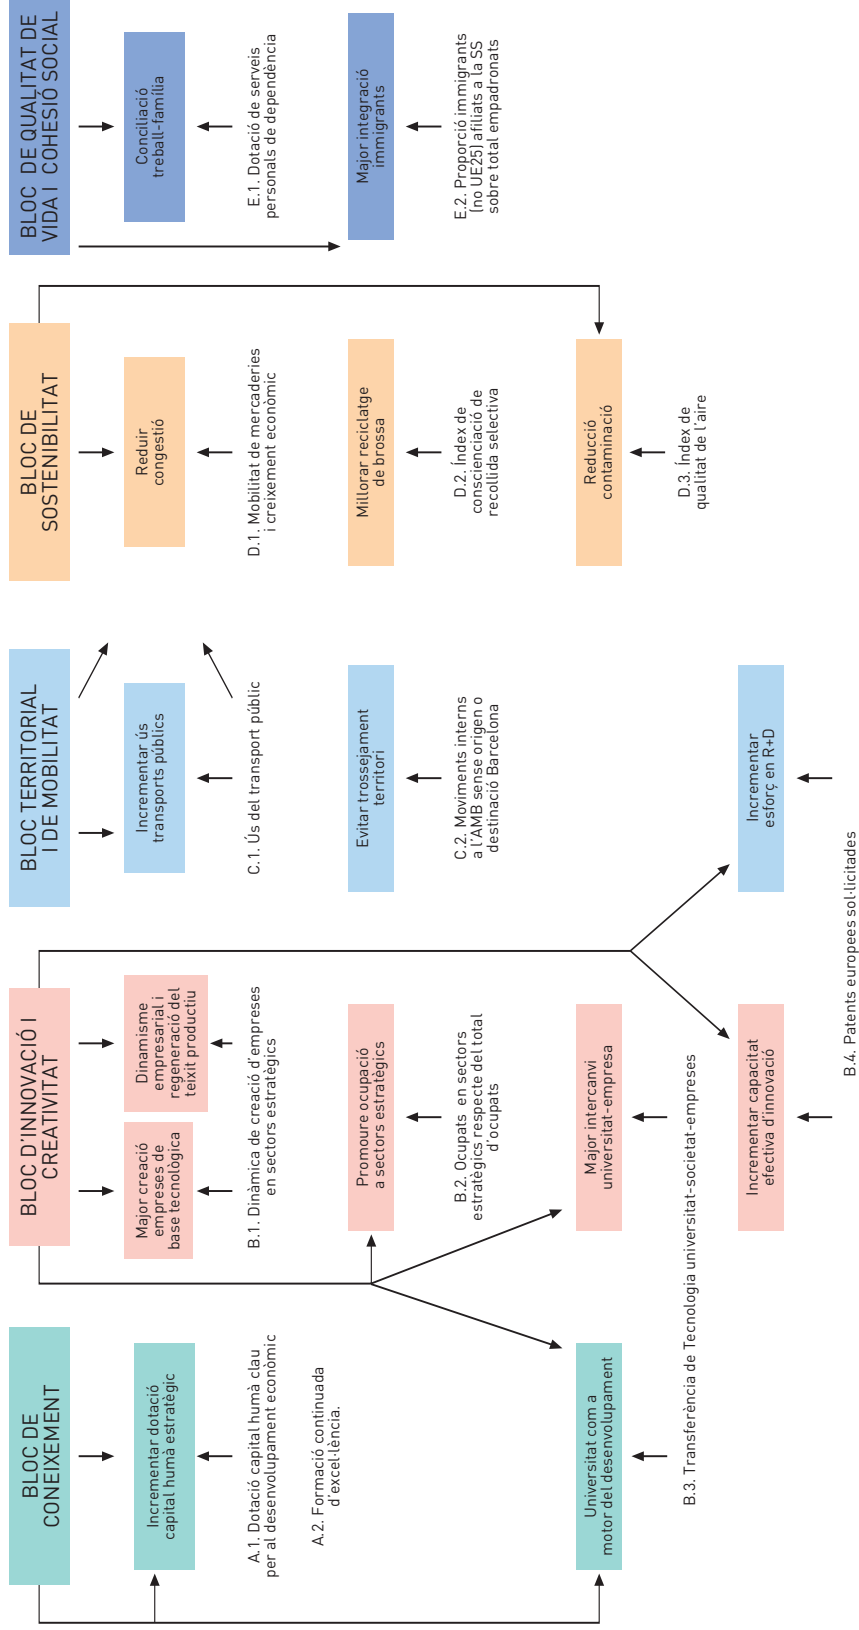 BLOC DE
CONEIXEMENT
BLOC D'INNOVACIÓ I
CREATIVITAT
BLOC TERRITORIAL
I DE MOBILITAT
BLOC DE
SOSTENIBILITAT
BLOC DE QUALITAT DE
VIDA I COHESIÓ SOCIAL
Incrementar dotació
capital humà estratègic
Major creació
empreses de
base tecnològica
Dinamisme
empresarial i
regeneració del
teixit productiu
Incrementar ús
transports públics
Reduir
congestió
Conciliació
treball-família
A.1. Dotació capital humà clau
per al desenvolupament econòmic
A.2. Formació continuada
d'excel·lència.
B.1. Dinàmica de creació d'empreses
en sectors estratègics
C.1. Ús del transport públic
D.1. Mobilitat de mercaderies
i creixement econòmic
E.1. Dotació de serveis
personals de dependència
Promoure ocupació
a sectors estratègics
Evitar trossejament
territori
Millorar reciclatge
de brossa
Major integració
immigrants
B.2. Ocupats en sectors
estratègics respecte del total
d'ocupats
C.2. Moviments interns
a l'AMB sense origen o
destinació Barcelona
D.2. Índex de
conscienciació de
recollida selectiva
E.2. Proporció immigrants
(no UE25) afiliats a la SS
sobre total empadronats
Universitat com a
motor del desenvolupament
Major intercanvi
universitat-empresa
Reducció
contaminació
B.3. Transferència de Tecnologia universitat-societat-empreses
D.3. Índex de
qualitat de l'aire
Incrementar capacitat
efectiva d'innovació
Incrementar
esforç en R+D
B.4. Patents europees sol·licitades